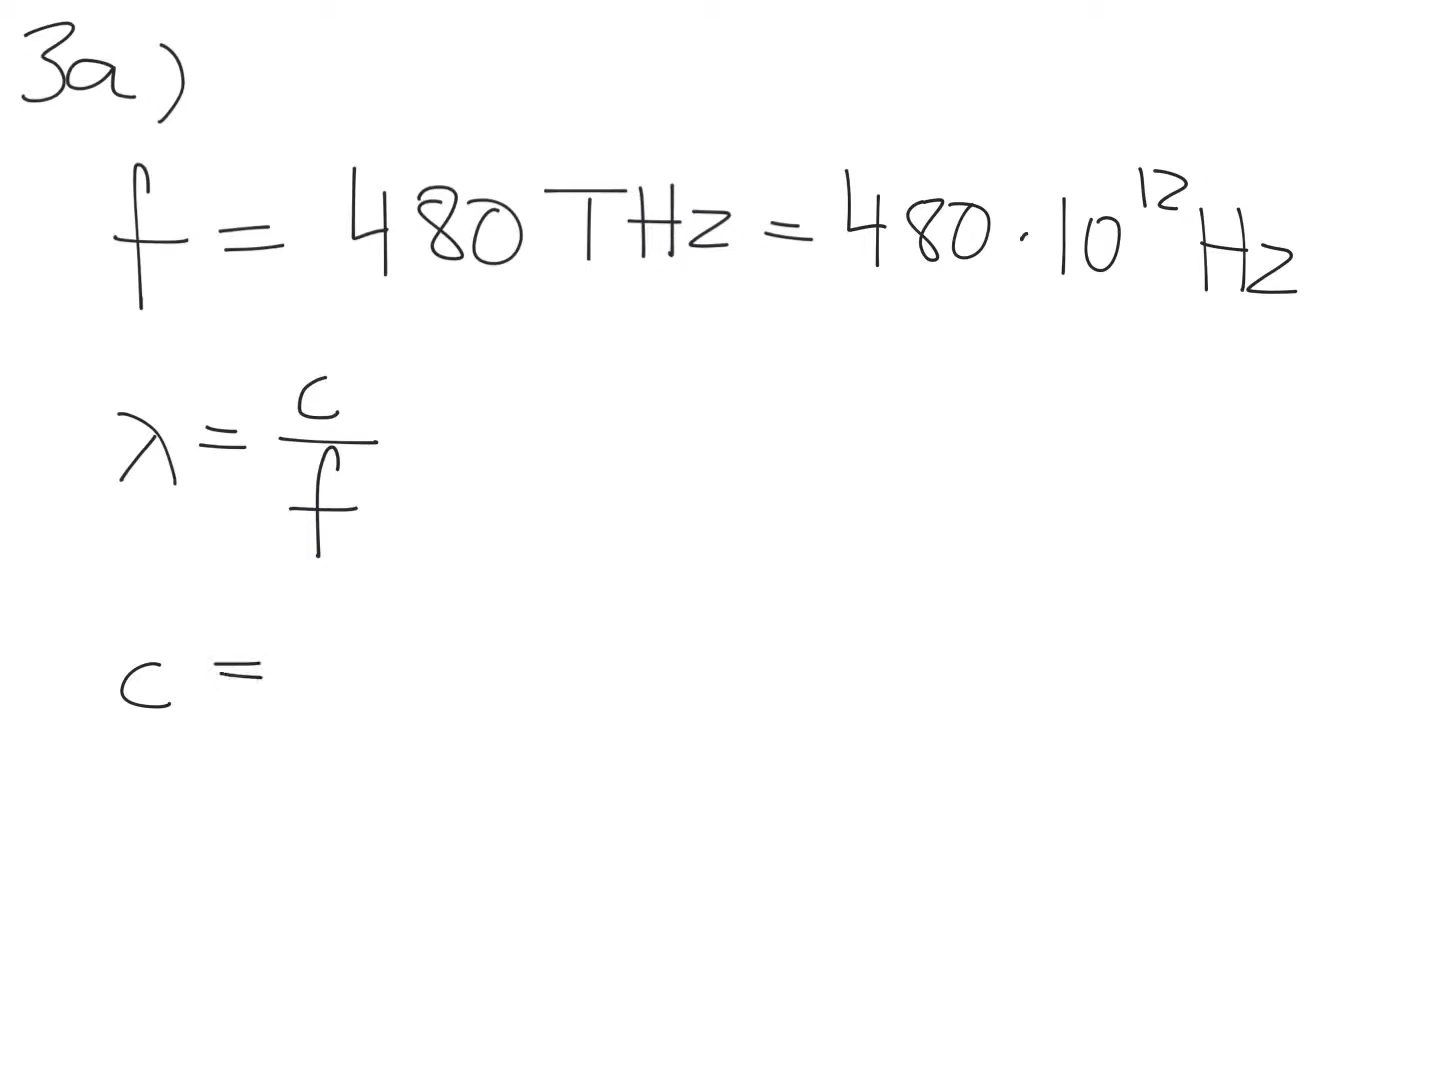 3a)
f = 480 THz = 480 · 10¹² Hz
λ = c/f
c =